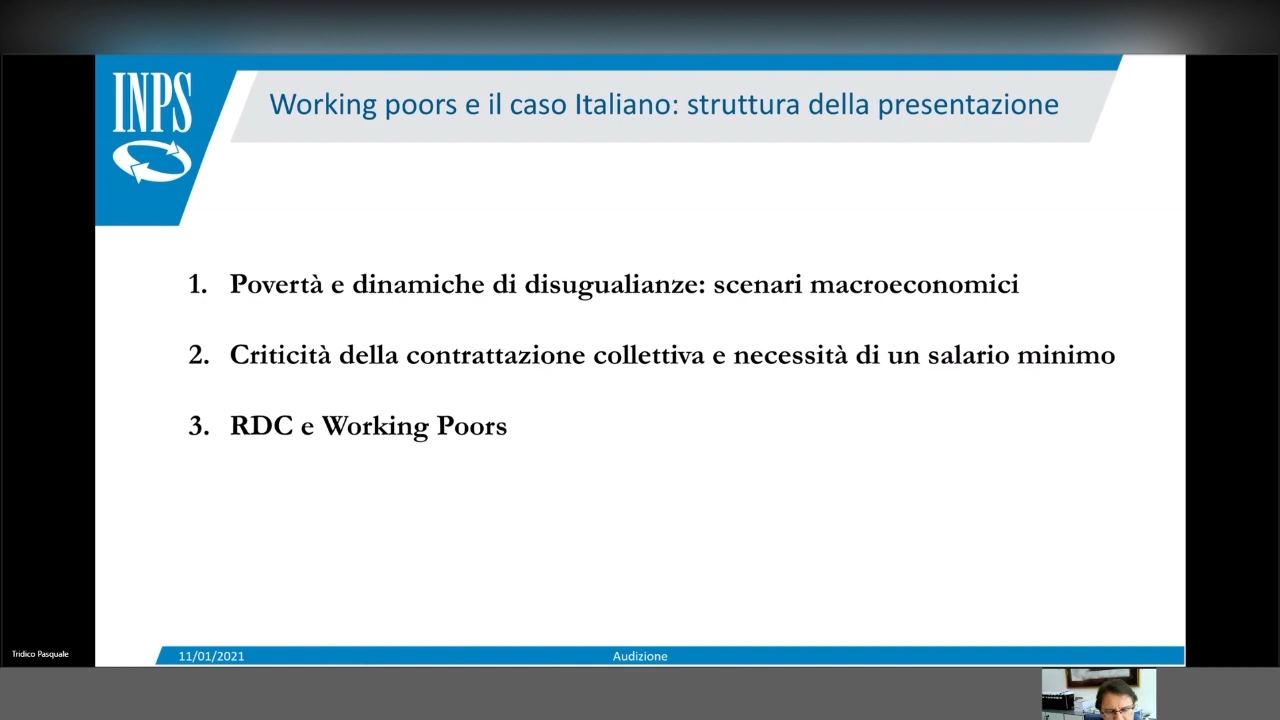 INPS
Working poors e il caso Italiano: struttura della presentazione
1. Povertà e dinamiche di disugualianze: scenari macroeconomici
2. Criticità della contrattazione collettiva e necessità di un salario minimo
3. RDC e Working Poors
Tridico Pasquale
11/01/2021
Audizione